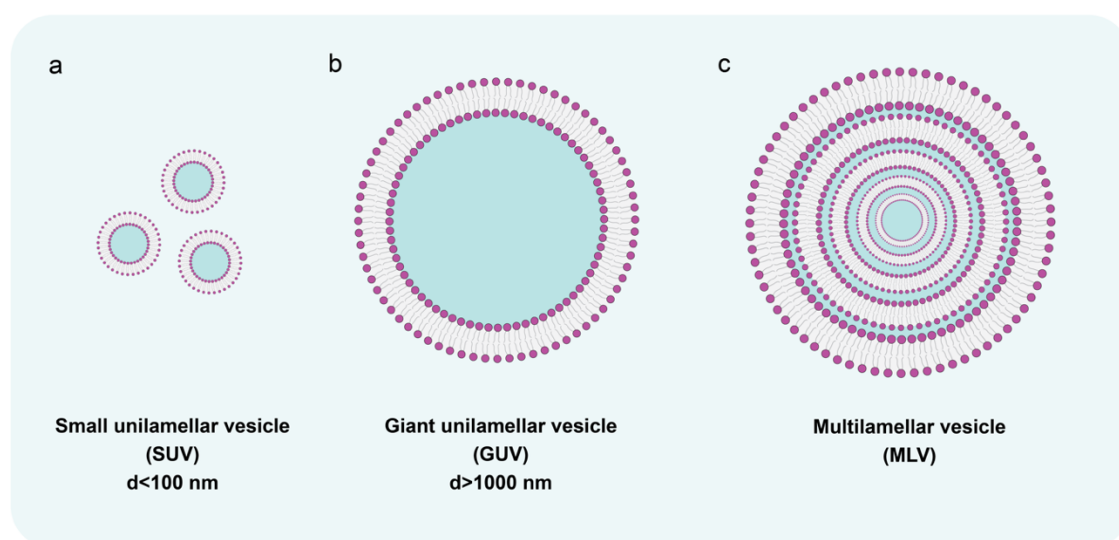 a
b
c
Small unilamellar vesicle
(SUV)
d<100 nm
Giant unilamellar vesicle
(GUV)
d>1000 nm
Multilamellar vesicle
(MLV)